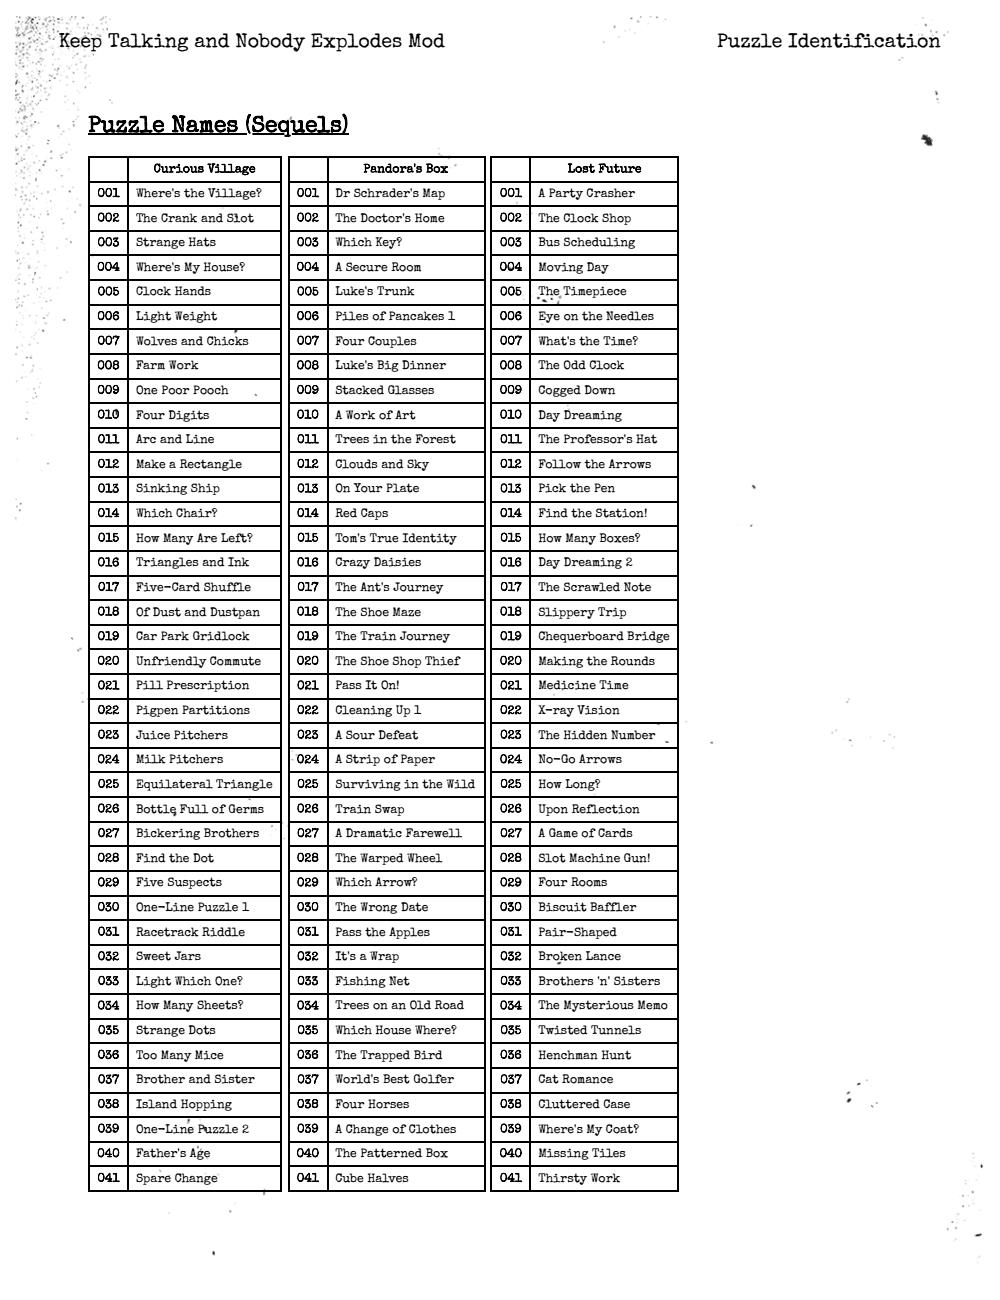 Keep Talking and Nobody Explodes Mod Puzzle Identification
Puzzle Names (Sequels)
Curious Village Pandora's Box Lost Future
001 Where's the Village? 001 Dr Schrader's Map 001 A Party Crasher
002 The Crank and Slot 002 The Doctor's Home 002 The Clock Shop
003 Strange Hats 003 Which Key? 003 Bus Scheduling
004 Where's My House? 004 A Secure Room 004 Moving Day
005 Clock Hands 005 Luke's Trunk 005 The Timepiece
006 Light Weight 006 Piles of Pancakes 1 006 Eye on the Needles
007 Wolves and Chicks 007 Four Couples 007 What's the Time?
008 Farm Work 008 Luke's Big Dinner 008 The Odd Clock
009 One Poor Pooch 009 Stacked Glasses 009 Cogged Down
010 Four Digits 010 A Work of Art 010 Day Dreaming
011 Arc and Line 011 Trees in the Forest 011 The Professor's Hat
012 Make a Rectangle 012 Clouds and Sky 012 Follow the Arrows
013 Sinking Ship 013 On Your Plate 013 Pick the Pen
014 Which Chair? 014 Red Caps 014 Find the Station!
015 How Many Are Left? 015 Tom's True Identity 015 How Many Boxes?
016 Triangles and Ink 016 Crazy Daisies 016 Day Dreaming 2
017 Five-Card Shuffle 017 The Ant's Journey 017 The Scrawled Note
018 Of Dust and Dustpan 018 The Shoe Maze 018 Slippery Trip
019 Car Park Gridlock 019 The Train Journey 019 Chequerboard Bridge
020 Unfriendly Commute 020 The Shoe Shop Thief 020 Making the Rounds
021 Pill Prescription 021 Pass It On! 021 Medicine Time
022 Pigpen Partitions 022 Cleaning Up 1 022 X-ray Vision
023 Juice Pitchers 023 A Sour Defeat 023 The Hidden Number
024 Milk Pitchers 024 A Strip of Paper 024 No-Go Arrows
025 Equilateral Triangle 025 Surviving in the Wild 025 How Long?
026 Bottle Full of Germs 026 Train Swap 026 Upon Reflection
027 Bickering Brothers 027 A Dramatic Farewell 027 A Game of Cards
028 Find the Dot 028 The Warped Wheel 028 Slot Machine Gun!
029 Five Suspects 029 Which Arrow? 029 Four Rooms
030 One-Line Puzzle 1 030 The Wrong Date 030 Biscuit Baffler
031 Racetrack Riddle 031 Pass the Apples 031 Pair-Shaped
032 Sweet Jars 032 It's a Wrap 032 Broken Lance
033 Light Which One? 033 Fishing Net 033 Brothers 'n' Sisters
034 How Many Sheets? 034 Trees on an Old Road 034 The Mysterious Memo
035 Strange Dots 035 Which House Where? 035 Twisted Tunnels
036 Too Many Mice 036 The Trapped Bird 036 Henchman Hunt
037 Brother and Sister 037 World's Best Golfer 037 Cat Romance
038 Island Hopping 038 Four Horses 038 Cluttered Case
039 One-Line Puzzle 2 039 A Change of Clothes 039 Where's My Coat?
040 Father's Age 040 The Patterned Box 040 Missing Tiles
041 Spare Change 041 Cube Halves 041 Thirsty Work